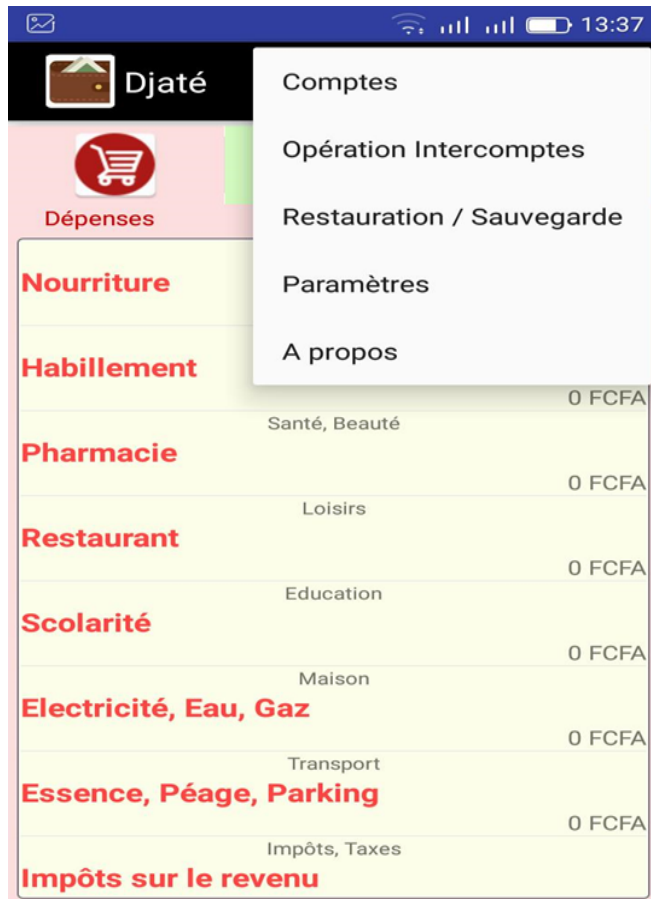 13:37
Djaté
Comptes
Opération Intercomptes
Restauration / Sauvegarde
Paramètres
A propos
Dépenses
Nourriture
Habillement
0 FCFA
Santé, Beauté
Pharmacie
0 FCFA
Loisirs
Restaurant
0 FCFA
Education
Scolarité
0 FCFA
Maison
Electricité, Eau, Gaz
0 FCFA
Transport
Essence, Péage, Parking
0 FCFA
Impôts, Taxes
Impôts sur le revenu